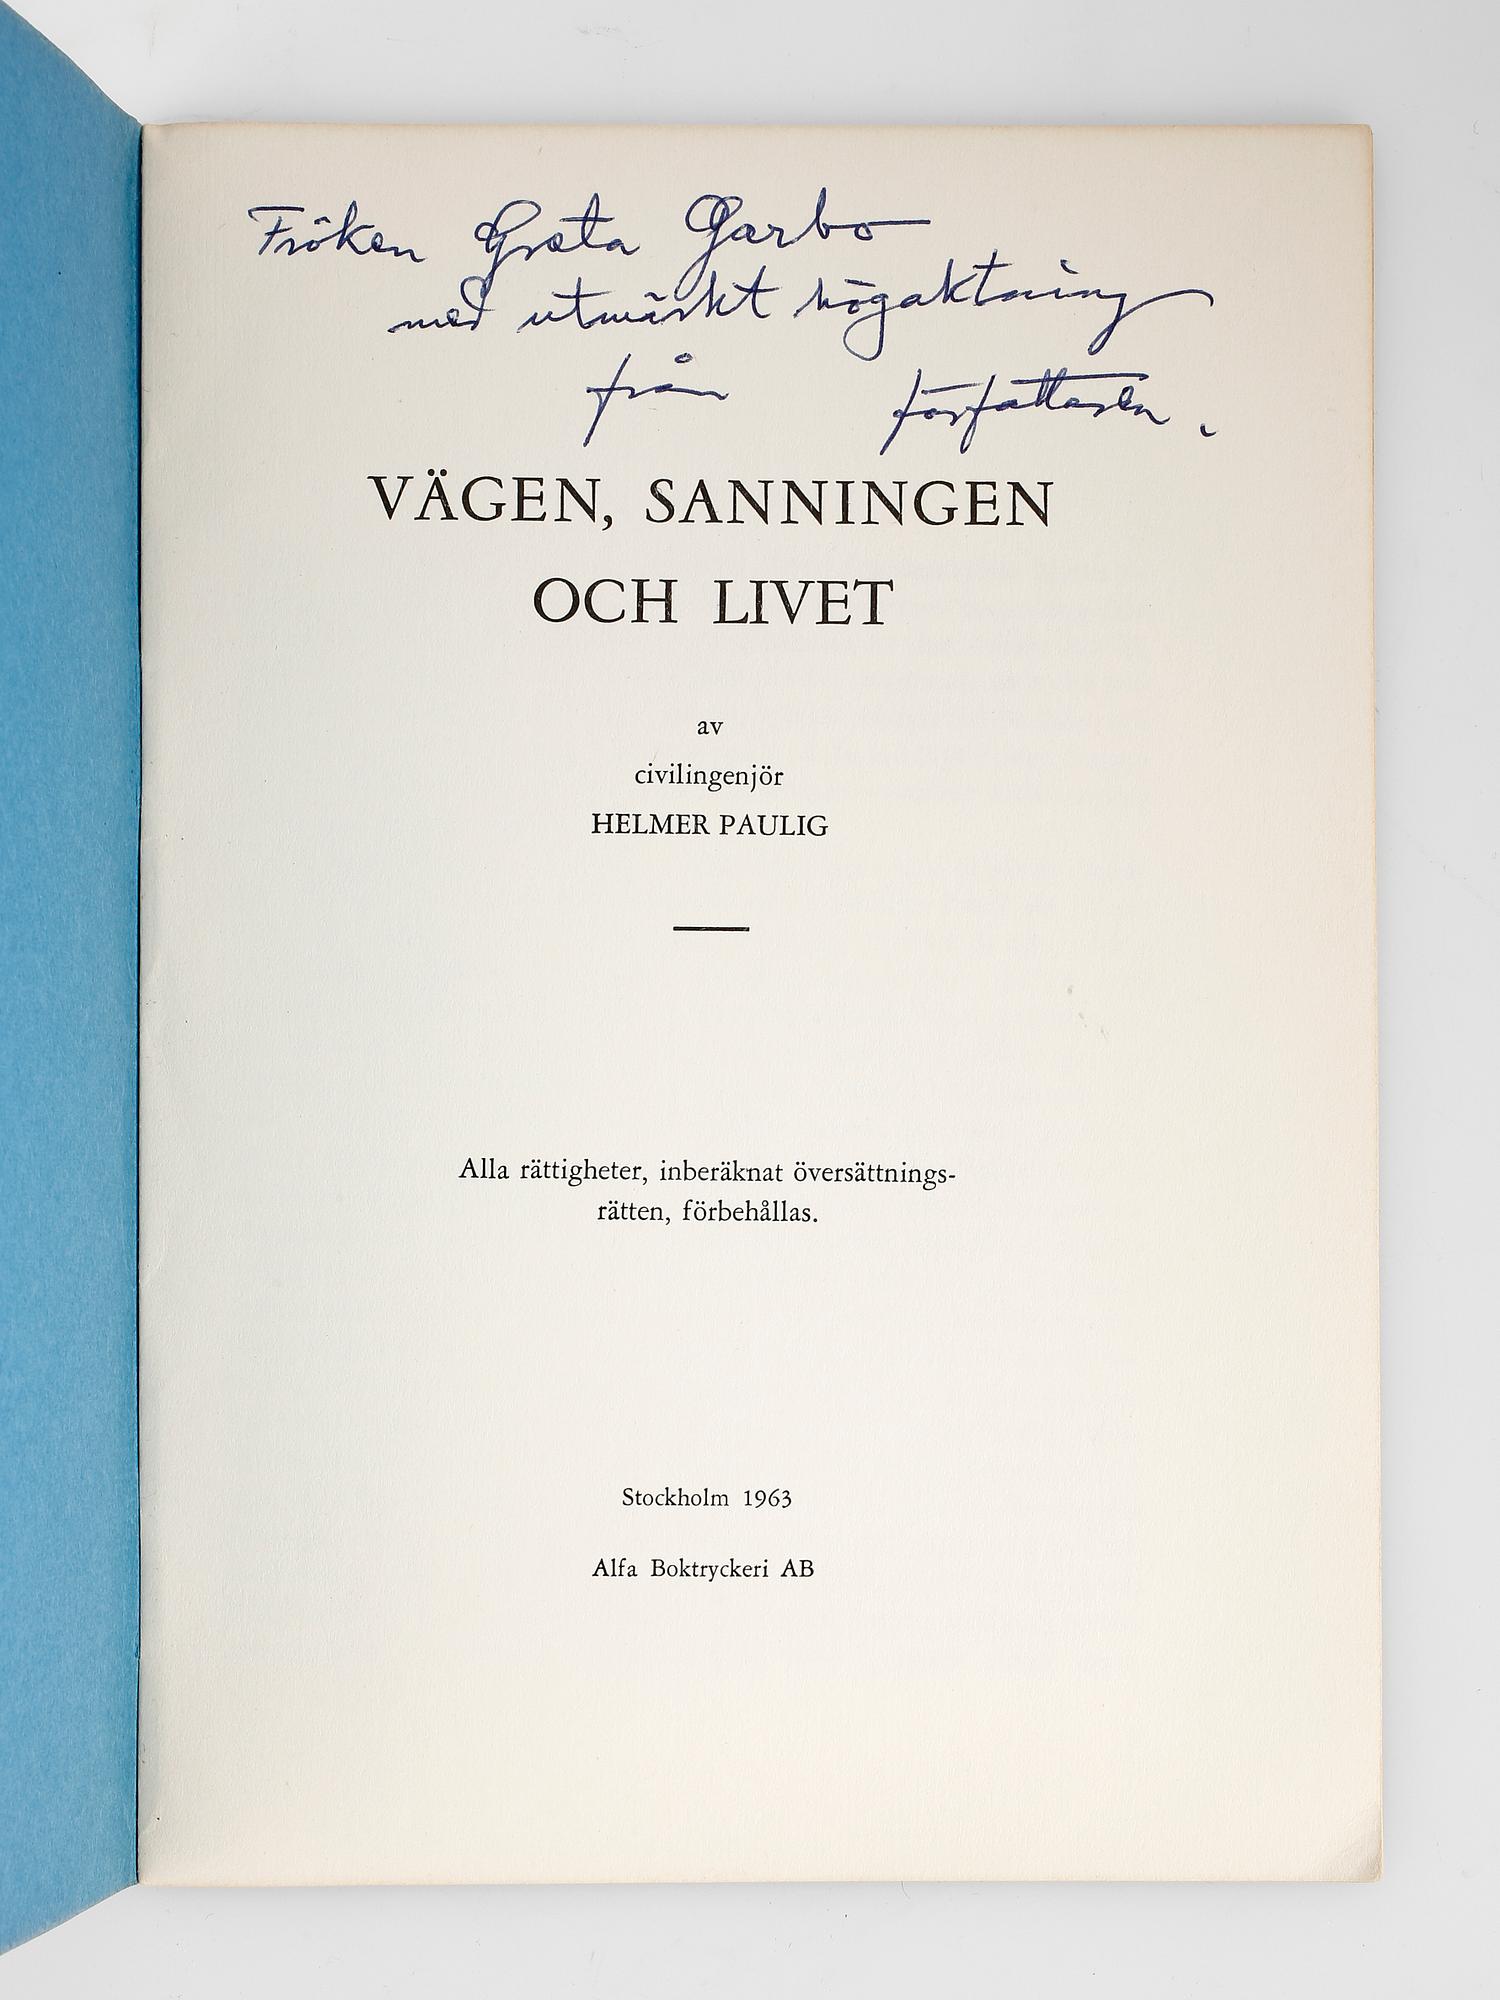 Fröken Greta Garbo
med utmärkt högaktning
från författaren.
VÄGEN, SANNINGEN
OCH LIVET
av
civilingenjör
HELMER PAULIG
Alla rättigheter, inberäknat översättnings-
rätten, förbehållas.
Stockholm 1963
Alfa Boktryckeri AB